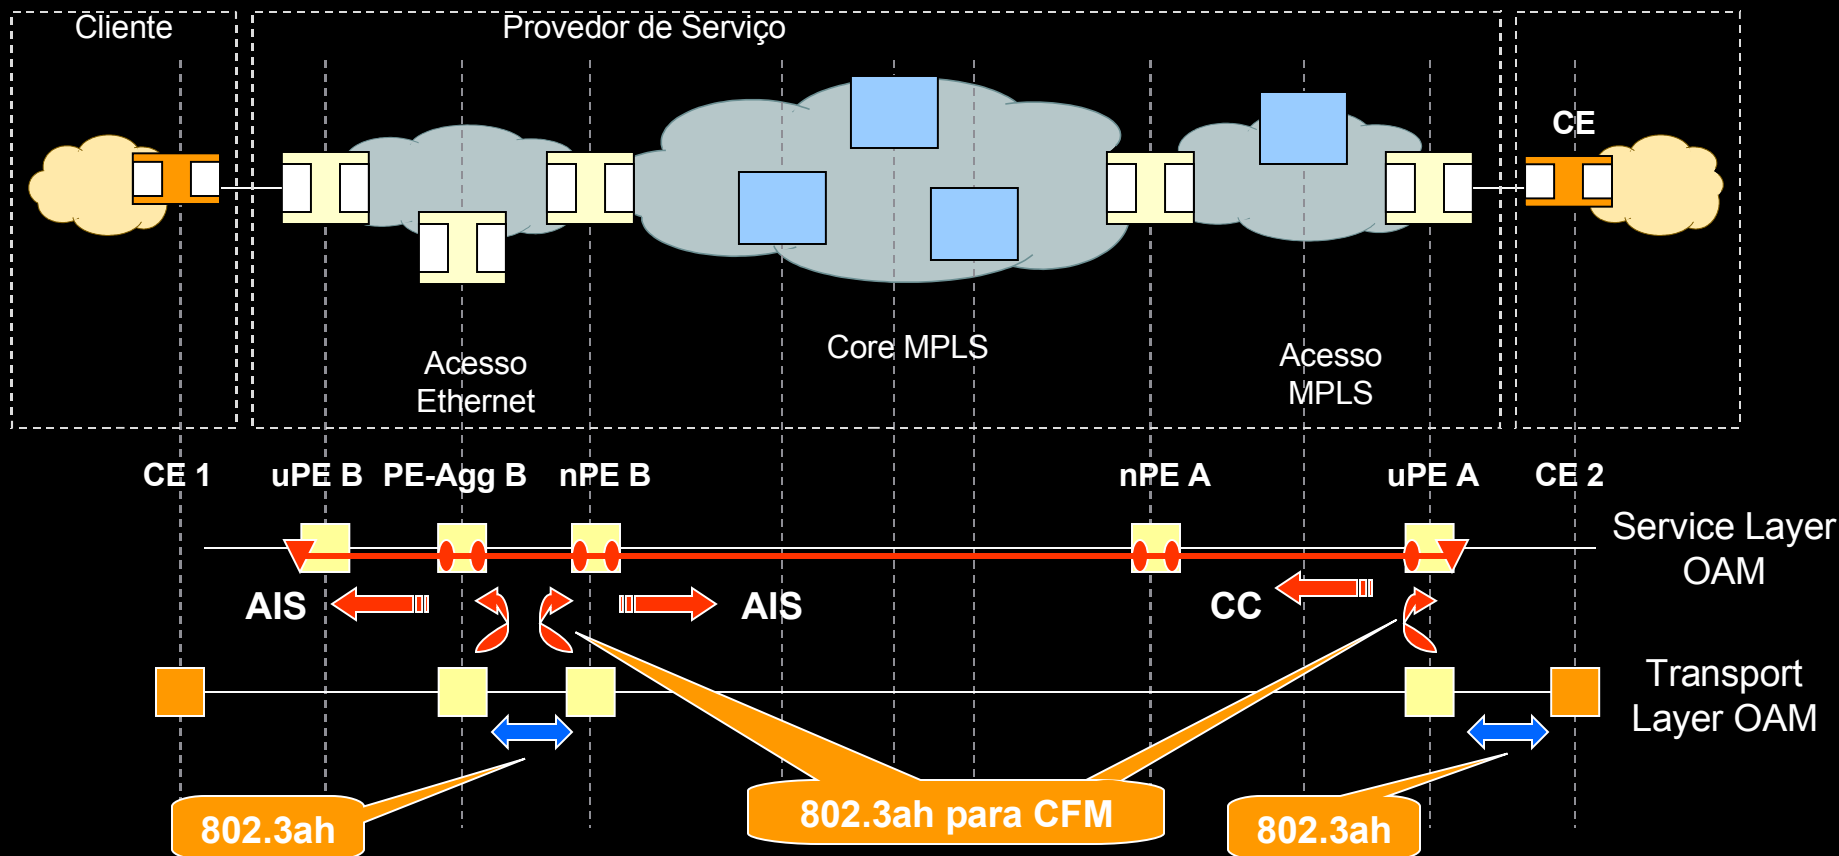 Cliente
Provedor de Serviço
CE
Core MPLS
Acesso
Ethernet
Acesso
MPLS
CE 1
uPE B
PE-Agg B
nPE B
nPE A
uPE A
CE 2
Service Layer
OAM
AIS
AIS
CC
Transport
Layer OAM
802.3ah
802.3ah para CFM
802.3ah